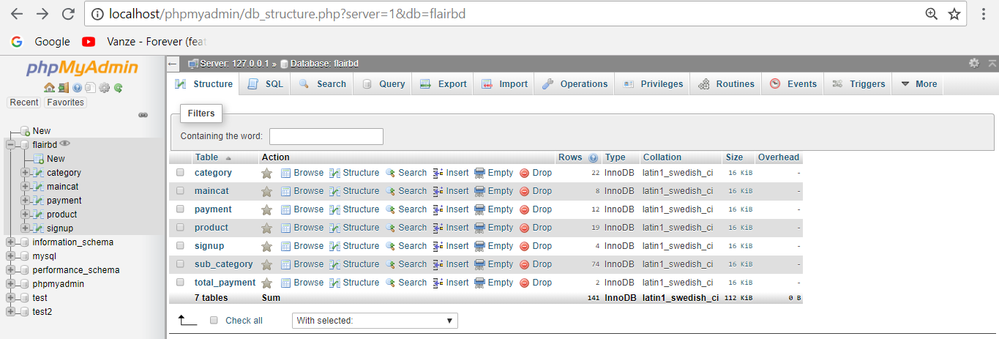 localhost/phpmyadmin/db_structure.php?server=1&db=flairbd
Google Vanze - Forever (feat
phpMyAdmin
Recent Favorites
New
flairbd
New
category
maincat
payment
product
signup
information_schema
mysql
performance_schema
phpmyadmin
test
test2
Server: 127.0.0.1 » Database: flairbd
Structure SQL Search Query Export Import Operations Privileges Routines Events Triggers More
Filters
Containing the word:
Table Action Rows Type Collation Size Overhead
category Browse Structure Search Insert Empty Drop 22 InnoDB latin1_swedish_ci 16 KiB -
maincat Browse Structure Search Insert Empty Drop 8 InnoDB latin1_swedish_ci 16 KiB -
payment Browse Structure Search Insert Empty Drop 12 InnoDB latin1_swedish_ci 16 KiB -
product Browse Structure Search Insert Empty Drop 19 InnoDB latin1_swedish_ci 16 KiB -
signup Browse Structure Search Insert Empty Drop 4 InnoDB latin1_swedish_ci 16 KiB -
sub_category Browse Structure Search Insert Empty Drop 74 InnoDB latin1_swedish_ci 16 KiB -
total_payment Browse Structure Search Insert Empty Drop 2 InnoDB latin1_swedish_ci 16 KiB -
7 tables Sum 141 InnoDB latin1_swedish_ci 112 KiB 0 B
Check all With selected: